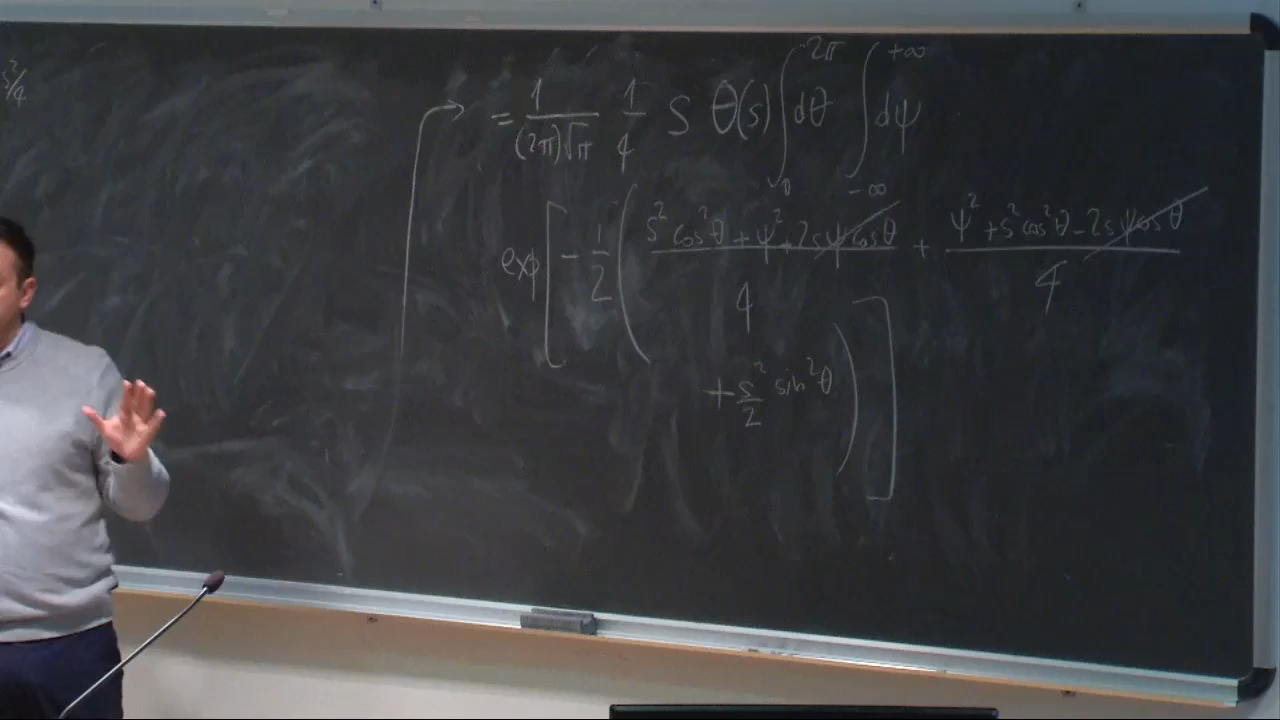 s²/4
= 1/((2π)√π) 1/4 s θ(s) ∫₀^{2π} dθ ∫_{-∞}^{+∞} dψ
exp[ -1/2 ( (s² cos²θ + ψ² + 2sψ cosθ)/4 + (ψ² + s² cos²θ - 2sψ cosθ)/4
+ s²/2 sin²θ ) ]